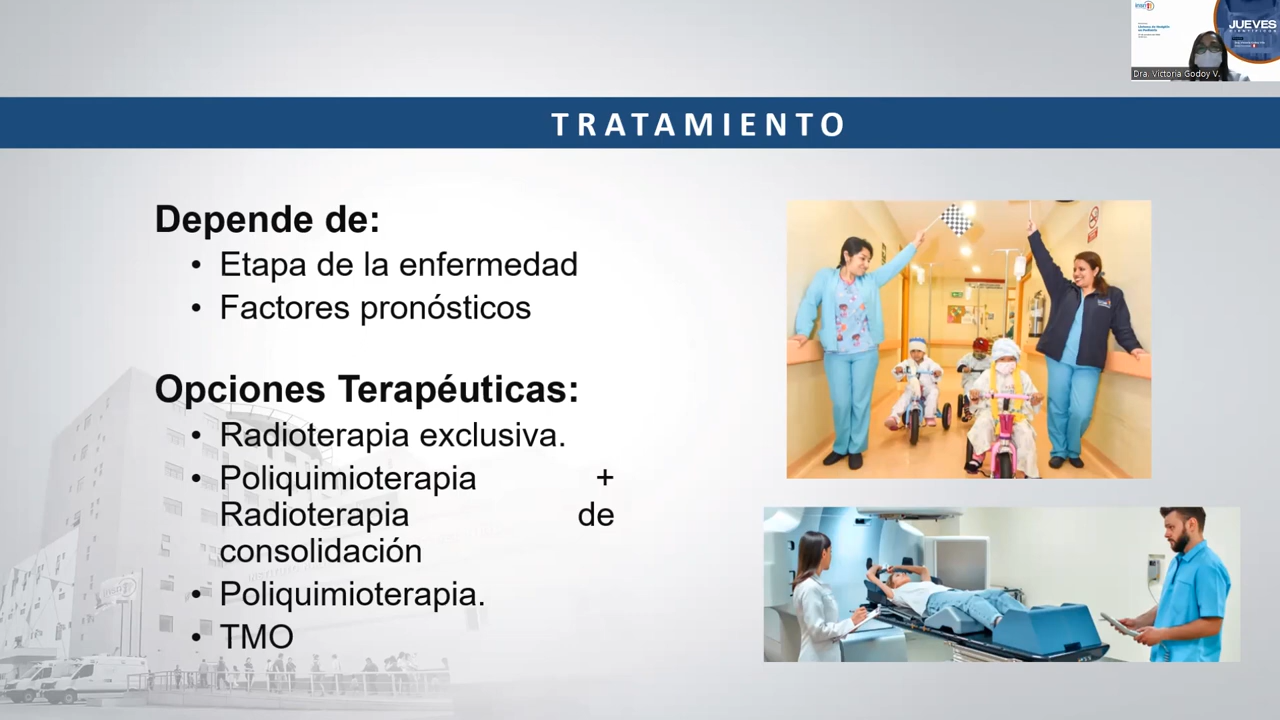 JUEVES
CIENTÍFICOS
Dra. Victoria Godoy V.
TRATAMIENTO
Depende de:
• Etapa de la enfermedad
• Factores pronósticos
Opciones Terapéuticas:
• Radioterapia exclusiva.
• Poliquimioterapia +
Radioterapia de
consolidación
• Poliquimioterapia.
• TMO